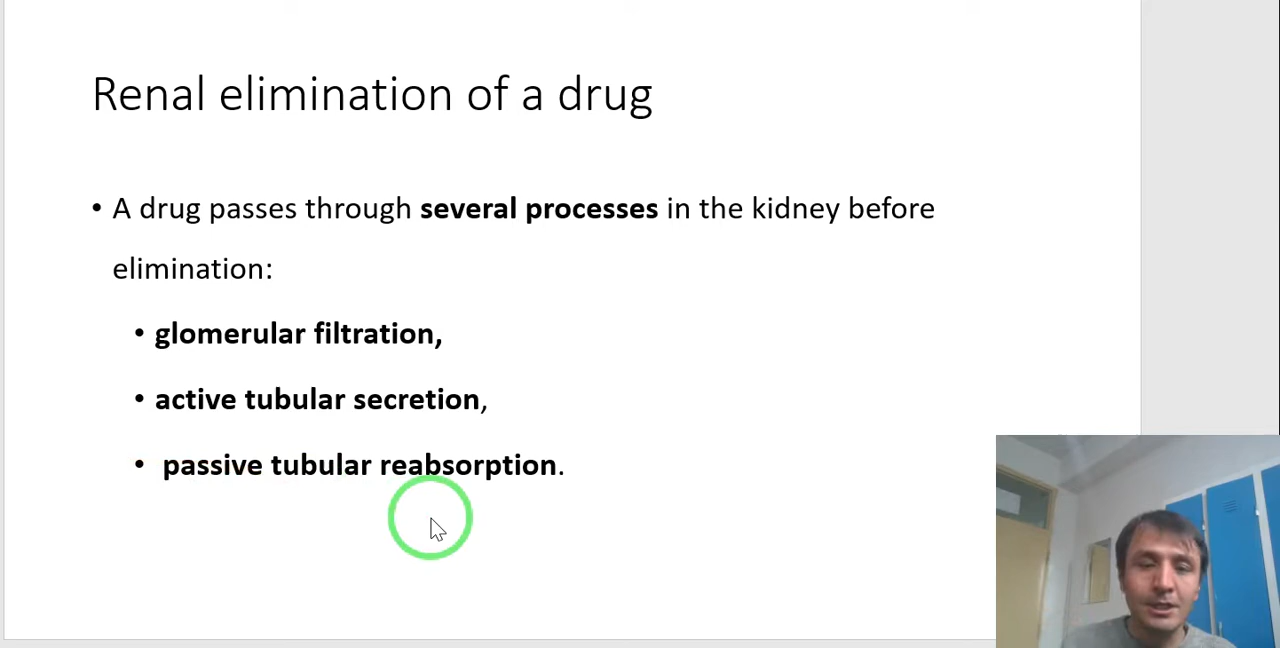 Renal elimination of a drug
• A drug passes through several processes in the kidney before
elimination:
• glomerular filtration,
• active tubular secretion,
• passive tubular reabsorption.